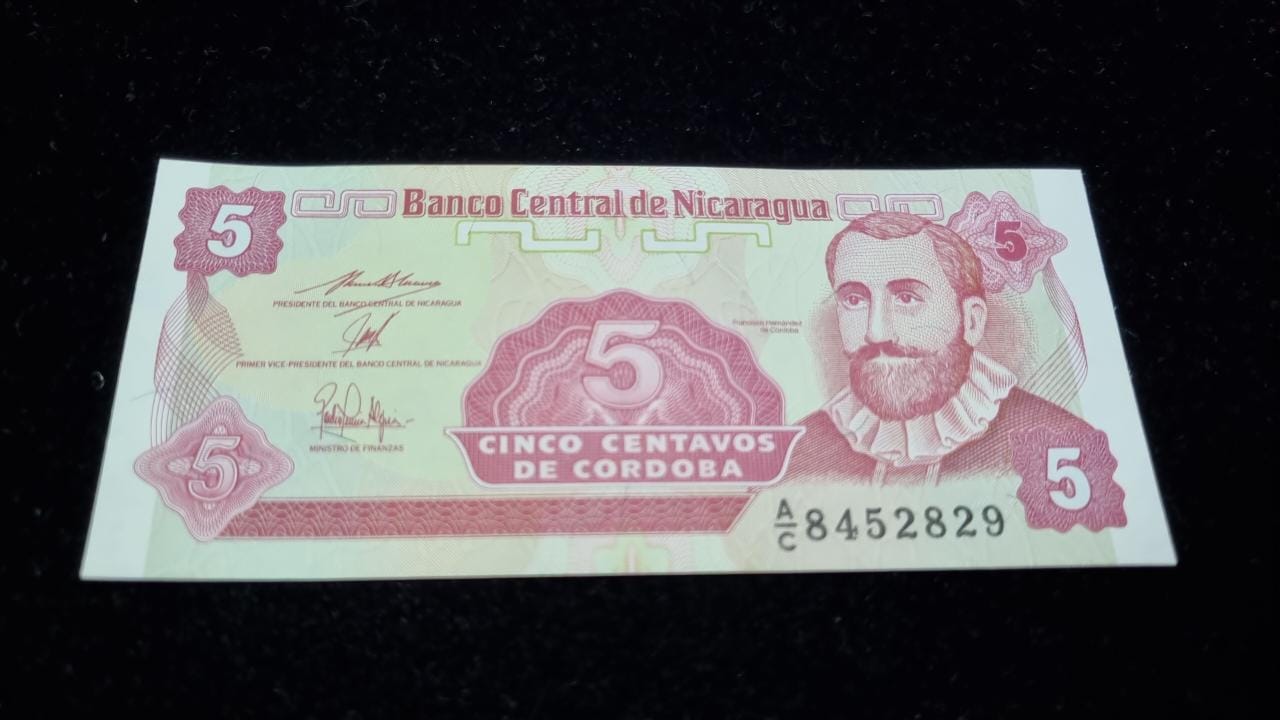 5
Banco Central de Nicaragua
5
PRESIDENTE DEL BANCO CENTRAL DE NICARAGUA
Francisco Hernández
de Córdoba
5
PRIMER VICE-PRESIDENTE DEL BANCO CENTRAL DE NICARAGUA
MINISTRO DE FINANZAS
CINCO CENTAVOS
DE CORDOBA
5
5
A/C 8452829